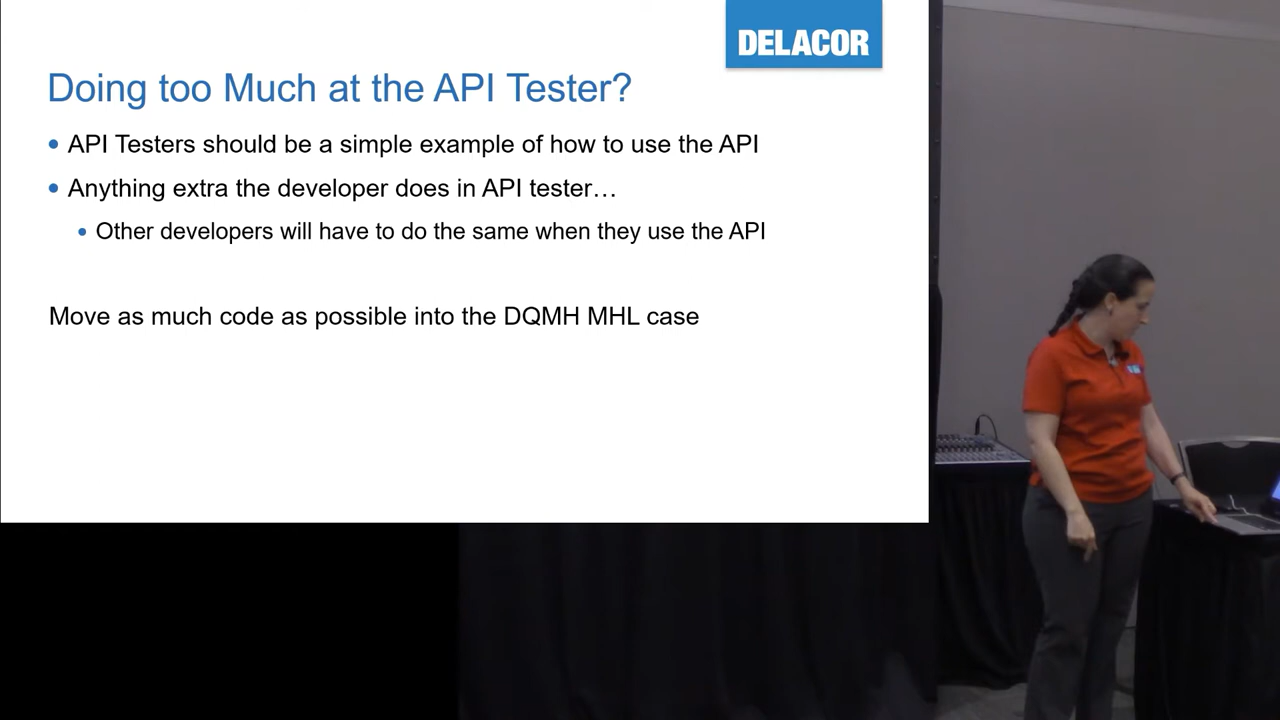 DELACOR
Doing too Much at the API Tester?
API Testers should be a simple example of how to use the API
Anything extra the developer does in API tester…
Other developers will have to do the same when they use the API
Move as much code as possible into the DQMH MHL case